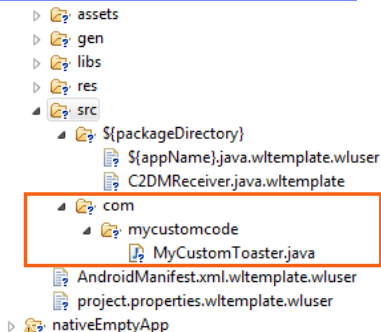 assets
gen
libs
res
src
${packageDirectory}
${appName}.java.wltemplate.wluser
C2DMReceiver.java.wltemplate
com
mycustomcode
MyCustomToaster.java
AndroidManifest.xml.wltemplate.wluser
project.properties.wltemplate.wluser
nativeEmptyApp